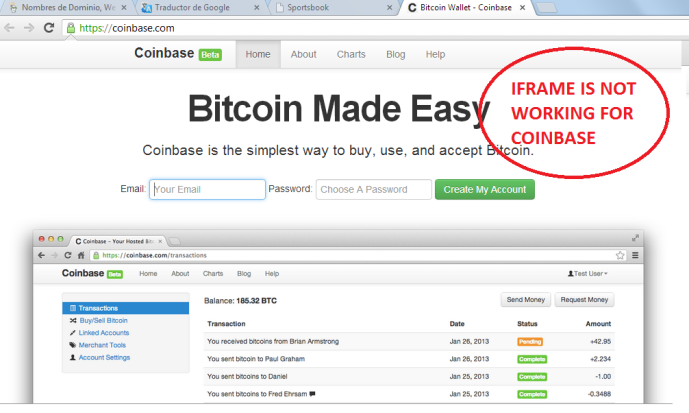 Nombres de Dominio, We
Traductor de Google
Sportsbook
Bitcoin Wallet - Coinbase
https://coinbase.com
Coinbase Beta Home About Charts Blog Help
IFRAME IS NOT
WORKING FOR
COINBASE
Bitcoin Made Easy
Coinbase is the simplest way to buy, use, and accept Bitcoin.
Email: Your Email Password: Choose A Password Create My Account
Coinbase - Your Hosted Bit
https://coinbase.com/transactions
Coinbase Beta Home About Charts Blog Help Test User
Transactions
Buy/Sell Bitcoin
Linked Accounts
Merchant Tools
Account Settings
Balance: 185.32 BTC Send Money Request Money
Transaction Date Status Amount
You received bitcoins from Brian Armstrong Jan 26, 2013 Pending +42.95
You sent bitcoin to Paul Graham Jan 26, 2013 Complete +2.234
You sent bitcoins to Daniel Jan 25, 2013 Complete -1.00
You sent bitcoins to Fred Ehrsam Jan 25, 2013 Complete -0.3488